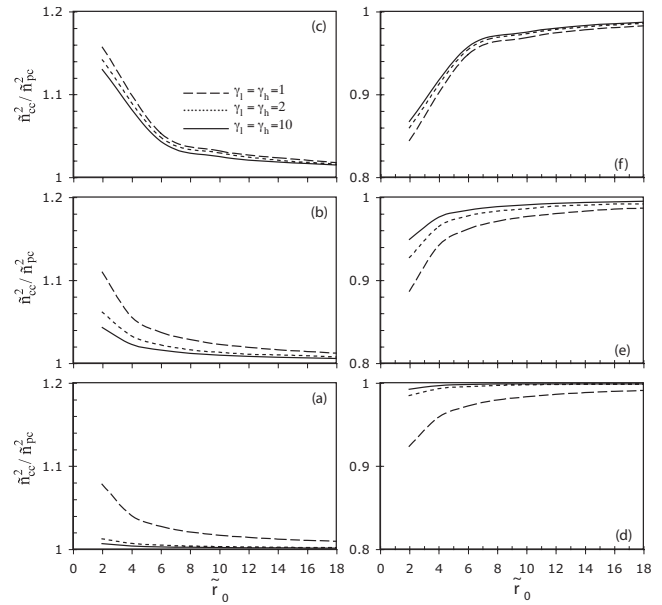 (c)
1.2
1.1
1
ñ²cc / ñ²pc
γl = γh = 1
γl = γh = 2
γl = γh = 10
(f)
1
0.9
0.8
(b)
1.2
1.1
1
ñ²cc / ñ²pc
(e)
1
0.9
0.8
(a)
1.2
1.1
1
ñ²cc / ñ²pc
0 2 4 6 8 10 12 14 16 18
r̃ 0
(d)
1
0.9
0.8
0 2 4 6 8 10 12 14 16 18
r̃ 0